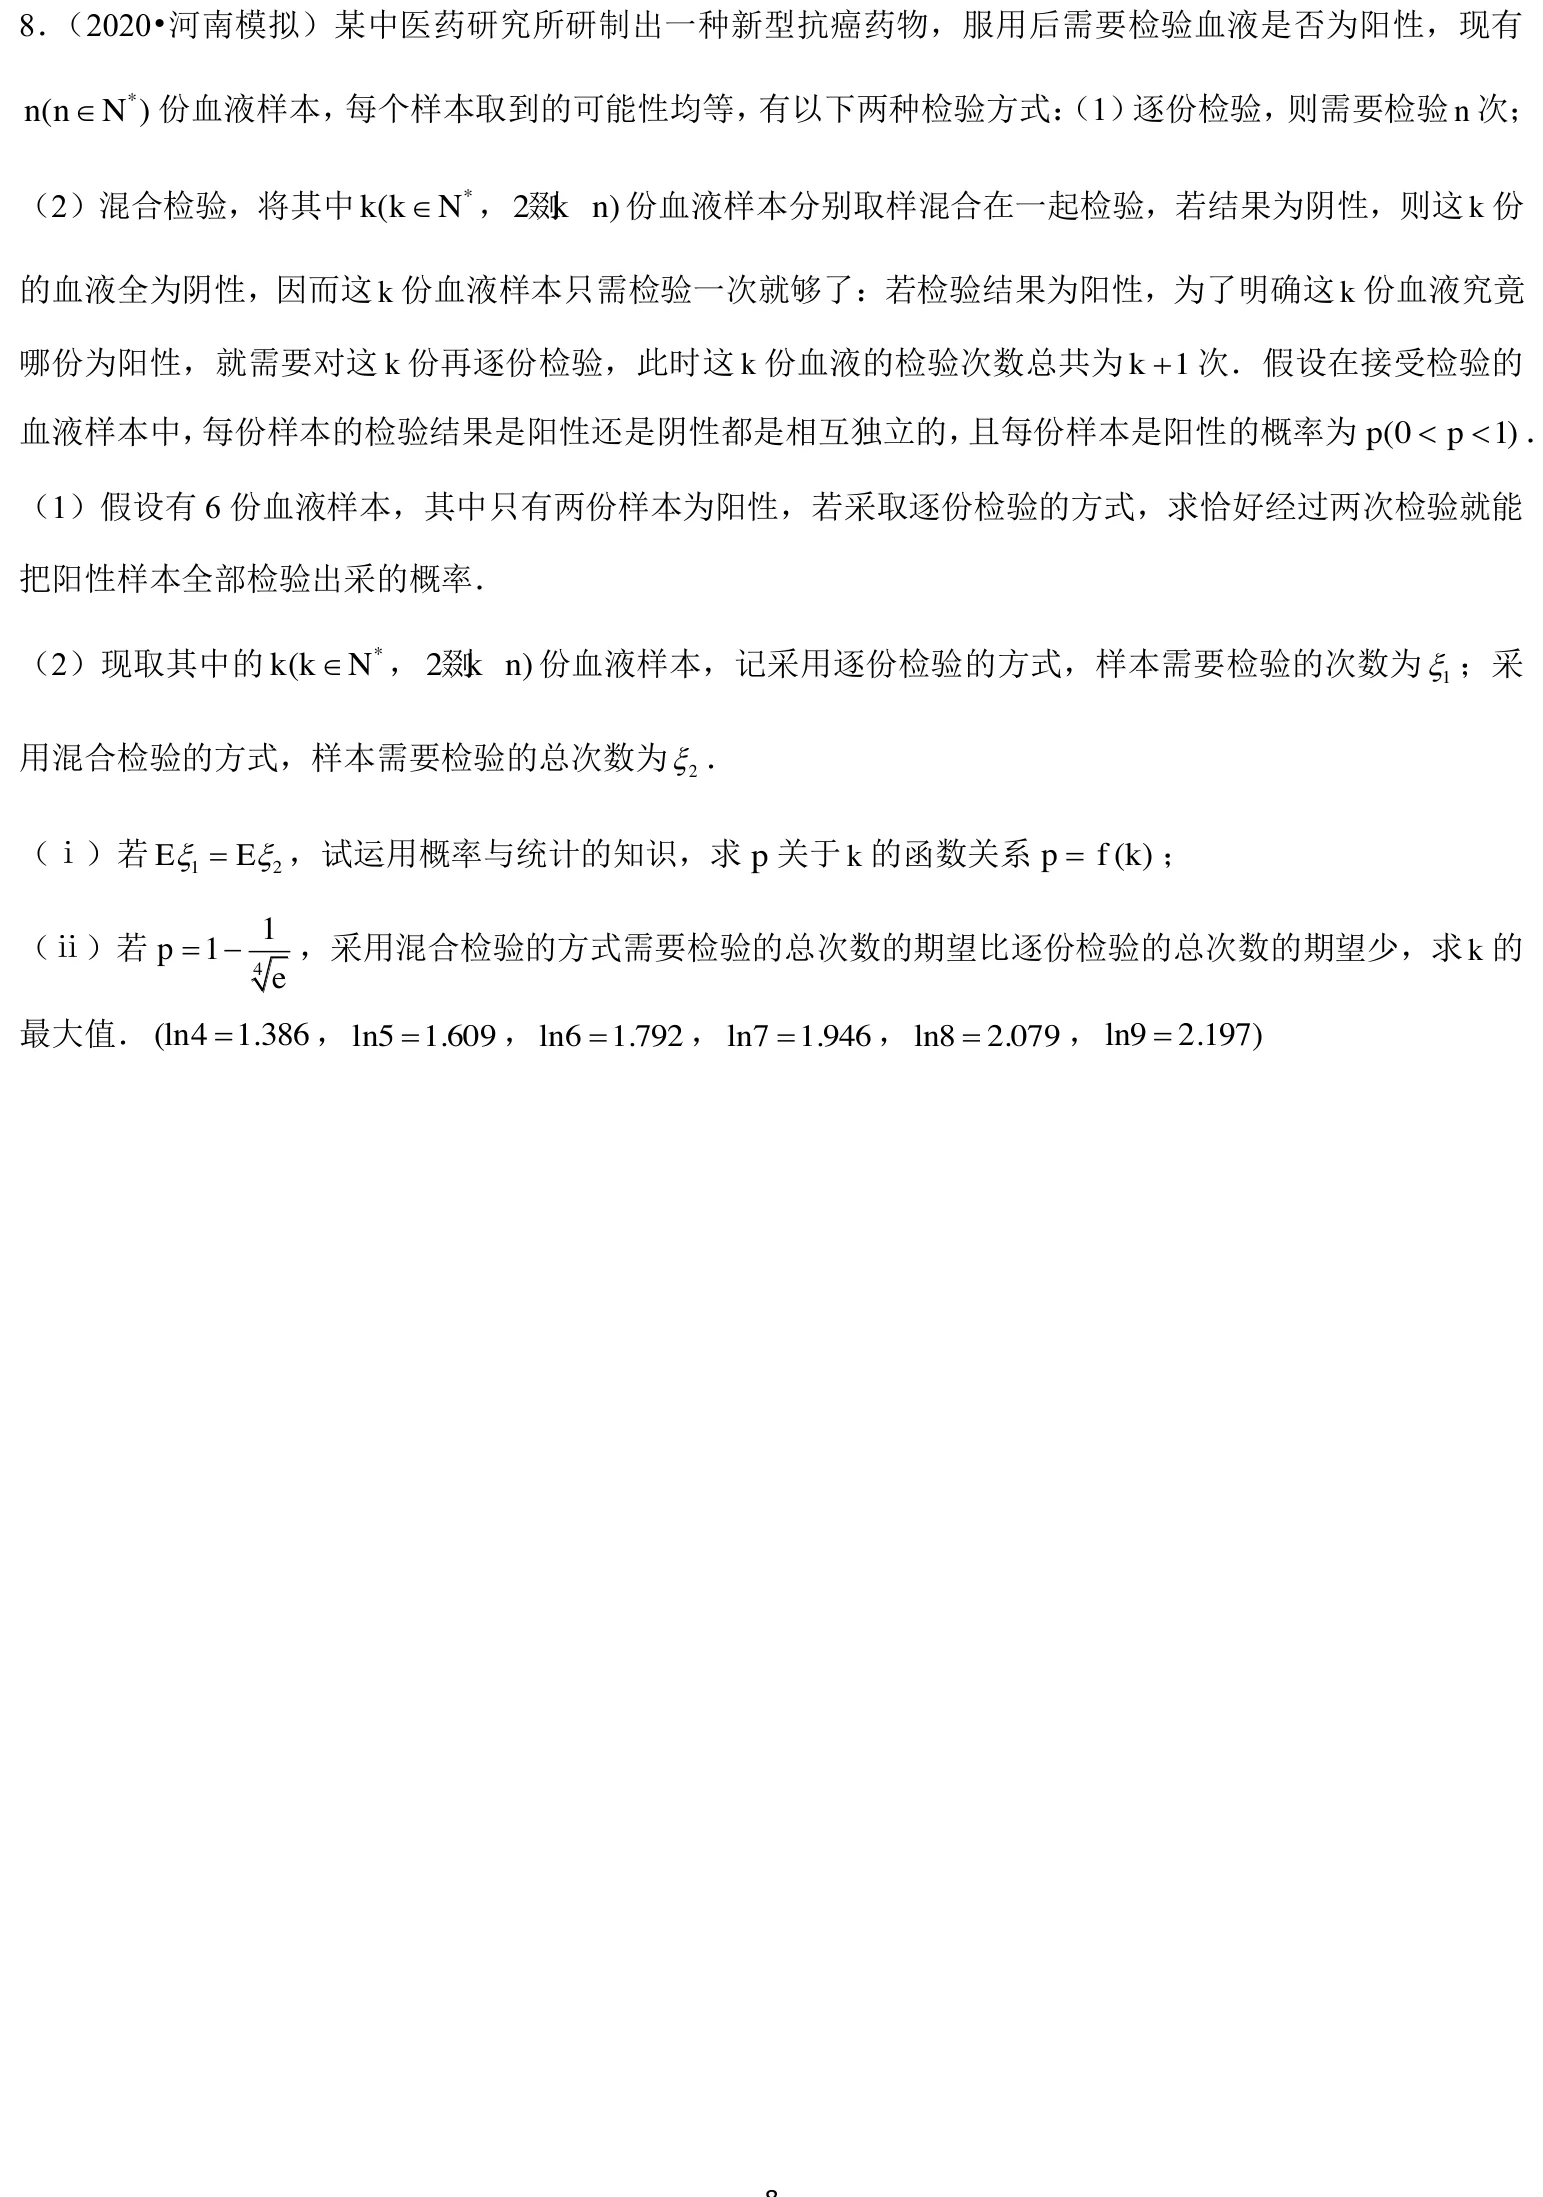 8.（2020•河南模拟）某中医药研究所研制出一种新型抗癌药物，服用后需要检验血液是否为阳性，现有
n(n∈N*) 份血液样本，每个样本取到的可能性均等，有以下两种检验方式：（1）逐份检验，则需要检验 n 次；
（2）混合检验，将其中 k(k∈N*，2剟k n) 份血液样本分别取样混合在一起检验，若结果为阴性，则这 k 份
的血液全为阴性，因而这 k 份血液样本只需检验一次就够了：若检验结果为阳性，为了明确这 k 份血液究竟
哪份为阳性，就需要对这 k 份再逐份检验，此时这 k 份血液的检验次数总共为 k+1 次．假设在接受检验的
血液样本中，每份样本的检验结果是阳性还是阴性都是相互独立的，且每份样本是阳性的概率为 p(0<p<1)．
（1）假设有 6 份血液样本，其中只有两份样本为阳性，若采取逐份检验的方式，求恰好经过两次检验就能
把阳性样本全部检验出采的概率．
（2）现取其中的 k(k∈N*，2剟k n) 份血液样本，记采用逐份检验的方式，样本需要检验的次数为 ξ₁；采
用混合检验的方式，样本需要检验的总次数为 ξ₂．
（ⅰ）若 Eξ₁=Eξ₂，试运用概率与统计的知识，求 p 关于 k 的函数关系 p=f(k)；
（ⅱ）若 p=1−1/∜e，采用混合检验的方式需要检验的总次数的期望比逐份检验的总次数的期望少，求 k 的
最大值．(ln4=1.386，ln5=1.609，ln6=1.792，ln7=1.946，ln8=2.079，ln9=2.197)
8